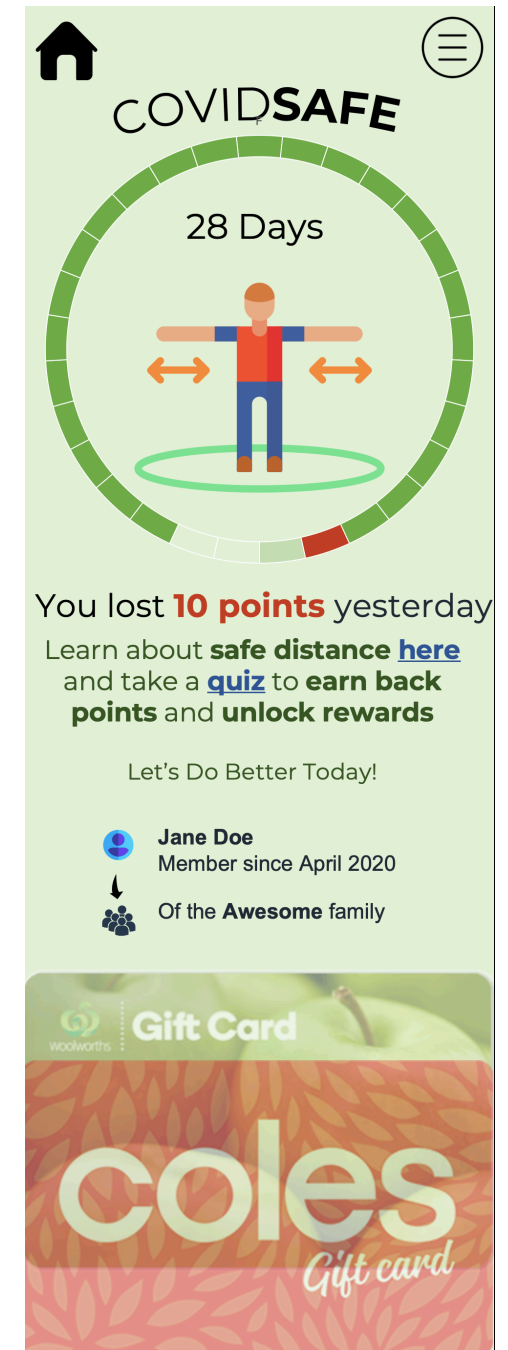 COVIDSAFE
F
28 Days
You lost 10 points yesterday
Learn about safe distance here
and take a quiz to earn back
points and unlock rewards
Let's Do Better Today!
Jane Doe
Member since April 2020
Of the Awesome family
woolworths Gift Card
coles
Gift card